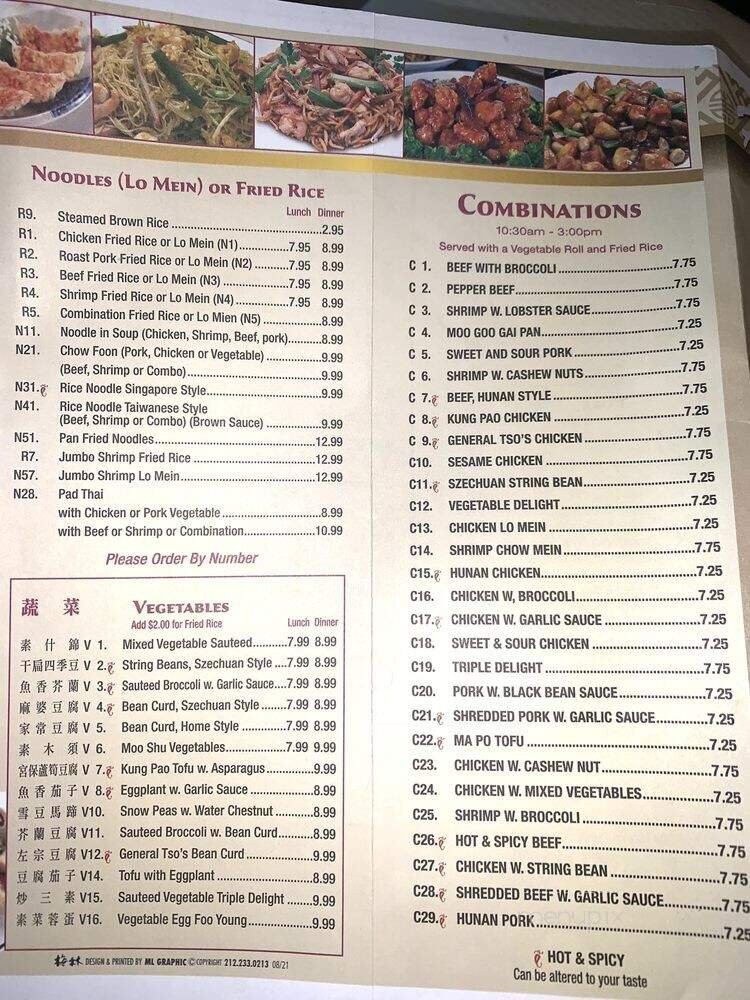 NOODLES (LO MEIN) OR FRIED RICE
Lunch Dinner
R9. Steamed Brown Rice 2.95
R1. Chicken Fried Rice or Lo Mein (N1) 7.95 8.99
R2. Roast Pork Fried Rice or Lo Mein (N2) 7.95 8.99
R3. Beef Fried Rice or Lo Mein (N3) 7.95 8.99
R4. Shrimp Fried Rice or Lo Mein (N4) 7.95 8.99
R5. Combination Fried Rice or Lo Mien (N5) 8.99
N11. Noodle in Soup (Chicken, Shrimp, Beef, pork) 8.99
N21. Chow Foon (Pork, Chicken or Vegetable) 9.99
(Beef, Shrimp or Combo) 9.99
N31. Rice Noodle Singapore Style 9.99
N41. Rice Noodle Taiwanese Style
(Beef, Shrimp or Combo) (Brown Sauce) 9.99
N51. Pan Fried Noodles 12.99
R7. Jumbo Shrimp Fried Rice 12.99
N57. Jumbo Shrimp Lo Mein 12.99
N28. Pad Thai
with Chicken or Pork Vegetable 8.99
with Beef or Shrimp or Combination 10.99
Please Order By Number
蔬 菜 VEGETABLES
Add $2.00 for Fried Rice Lunch Dinner
素什錦 V 1. Mixed Vegetable Sauteed 7.99 8.99
干扁四季豆 V 2. String Beans, Szechuan Style 7.99 8.99
魚香芥蘭 V 3. Sauteed Broccoli w. Garlic Sauce 7.99 8.99
麻婆豆腐 V 4. Bean Curd, Szechuan Style 7.99 8.99
家常豆腐 V 5. Bean Curd, Home Style 7.99 8.99
素木須 V 6. Moo Shu Vegetables 7.99 9.99
宮保蘆筍豆腐 V 7. Kung Pao Tofu w. Asparagus 9.99
魚香茄子 V 8. Eggplant w. Garlic Sauce 8.99
雪豆馬蹄 V10. Snow Peas w. Water Chestnut 8.99
芥蘭豆腐 V11. Sauteed Broccoli w. Bean Curd 8.99
左宗豆腐 V12. General Tso's Bean Curd 9.99
豆腐茄子 V14. Tofu with Eggplant 8.99
炒三素 V15. Sauteed Vegetable Triple Delight 9.99
素菜蓉蛋 V16. Vegetable Egg Foo Young 9.99
梅林 DESIGN & PRINTED BY ML GRAPHIC © COPYRIGHT 212.233.0213 08/21
COMBINATIONS
10:30am - 3:00pm
Served with a Vegetable Roll and Fried Rice
C 1. BEEF WITH BROCCOLI 7.75
C 2. PEPPER BEEF 7.75
C 3. SHRIMP W. LOBSTER SAUCE 7.75
C 4. MOO GOO GAI PAN 7.25
C 5. SWEET AND SOUR PORK 7.25
C 6. SHRIMP W. CASHEW NUTS 7.75
C 7. BEEF, HUNAN STYLE 7.75
C 8. KUNG PAO CHICKEN 7.25
C 9. GENERAL TSO'S CHICKEN 7.75
C10. SESAME CHICKEN 7.75
C11. SZECHUAN STRING BEAN 7.25
C12. VEGETABLE DELIGHT 7.25
C13. CHICKEN LO MEIN 7.25
C14. SHRIMP CHOW MEIN 7.75
C15. HUNAN CHICKEN 7.25
C16. CHICKEN W, BROCCOLI 7.25
C17. CHICKEN W. GARLIC SAUCE 7.25
C18. SWEET & SOUR CHICKEN 7.25
C19. TRIPLE DELIGHT 7.75
C20. PORK W. BLACK BEAN SAUCE 7.25
C21. SHREDDED PORK W. GARLIC SAUCE 7.25
C22. MA PO TOFU 7.25
C23. CHICKEN W. CASHEW NUT 7.75
C24. CHICKEN W. MIXED VEGETABLES 7.25
C25. SHRIMP W. BROCCOLI 7.75
C26. HOT & SPICY BEEF 7.75
C27. CHICKEN W. STRING BEAN 7.75
C28. SHREDDED BEEF W. GARLIC SAUCE 7.75
C29. HUNAN PORK 7.25
HOT & SPICY
Can be altered to your taste